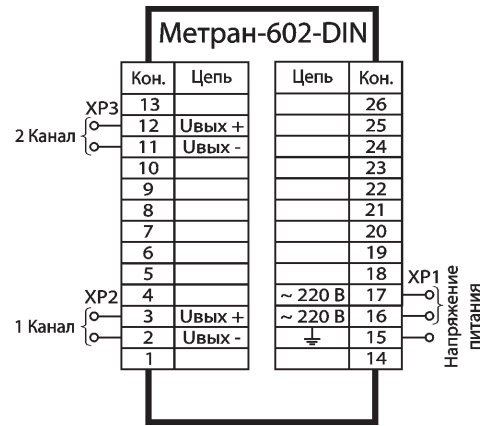 Метран-602-DIN
Кон. Цепь Цепь Кон.
13 26
XP3
12 Uвых + 25
2 Канал
11 Uвых - 24
10 23
9 22
8 21
7 20
6 19
5 18
XP1
XP2
4 ~ 220 В 17
3 Uвых + ~ 220 В 16
1 Канал
2 Uвых - 15
1 14
Напряжение
питания